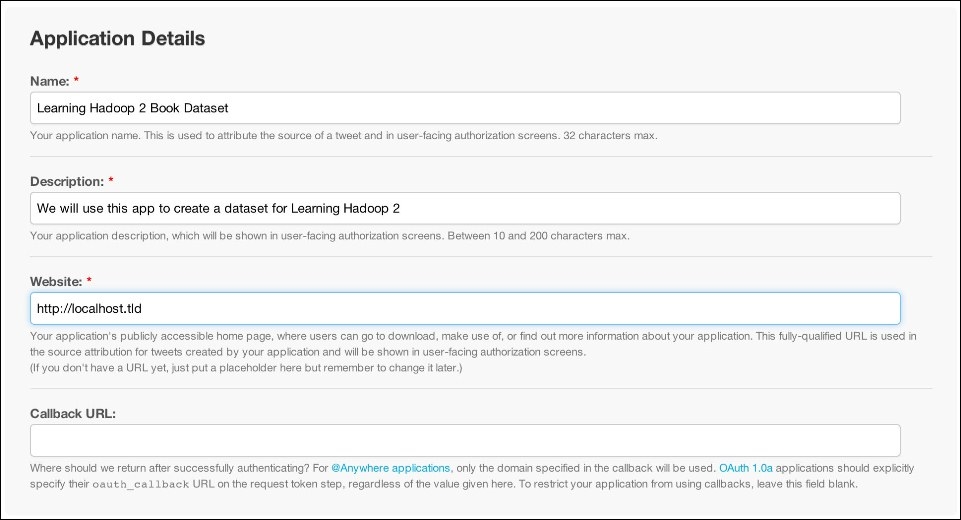 Application Details
Name: *
Learning Hadoop 2 Book Dataset
Your application name. This is used to attribute the source of a tweet and in user-facing authorization screens. 32 characters max.
Description: *
We will use this app to create a dataset for Learning Hadoop 2
Your application description, which will be shown in user-facing authorization screens. Between 10 and 200 characters max.
Website: *
http://localhost.tld
Your application's publicly accessible home page, where users can go to download, make use of, or find out more information about your application. This fully-qualified URL is used in
the source attribution for tweets created by your application and will be shown in user-facing authorization screens.
(If you don't have a URL yet, just put a placeholder here but remember to change it later.)
Callback URL:
Where should we return after successfully authenticating? For @Anywhere applications, only the domain specified in the callback will be used. OAuth 1.0a applications should explicitly
specify their oauth_callback URL on the request token step, regardless of the value given here. To restrict your application from using callbacks, leave this field blank.